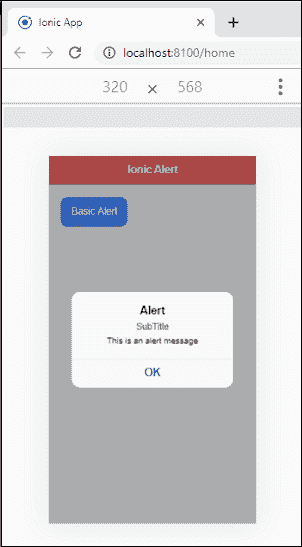 Ionic App
localhost:8100/home
320 × 568
Ionic Alert
Basic Alert
Alert
SubTitle
This is an alert message
OK